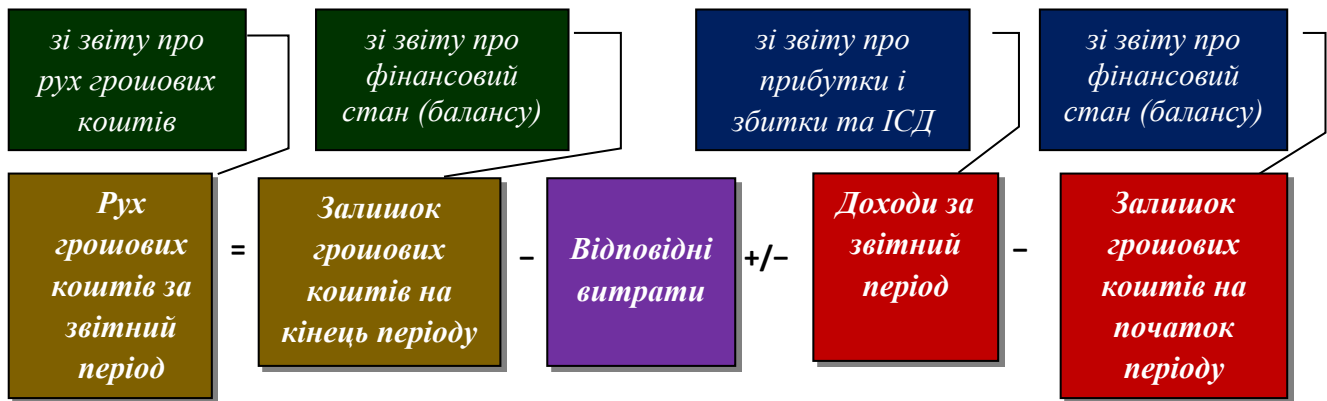 зі звіту про
рух грошових
коштів
зі звіту про
фінансовий
стан (балансу)
зі звіту про
прибутки і
збитки та ІСД
зі звіту про
фінансовий
стан (балансу)
Рух
грошових
коштів за
звітний
період
=
Залишок
грошових
коштів на
кінець періоду
–
Відповідні
витрати
+/–
Доходи за
звітний
період
–
Залишок
грошових
коштів на
початок
періоду